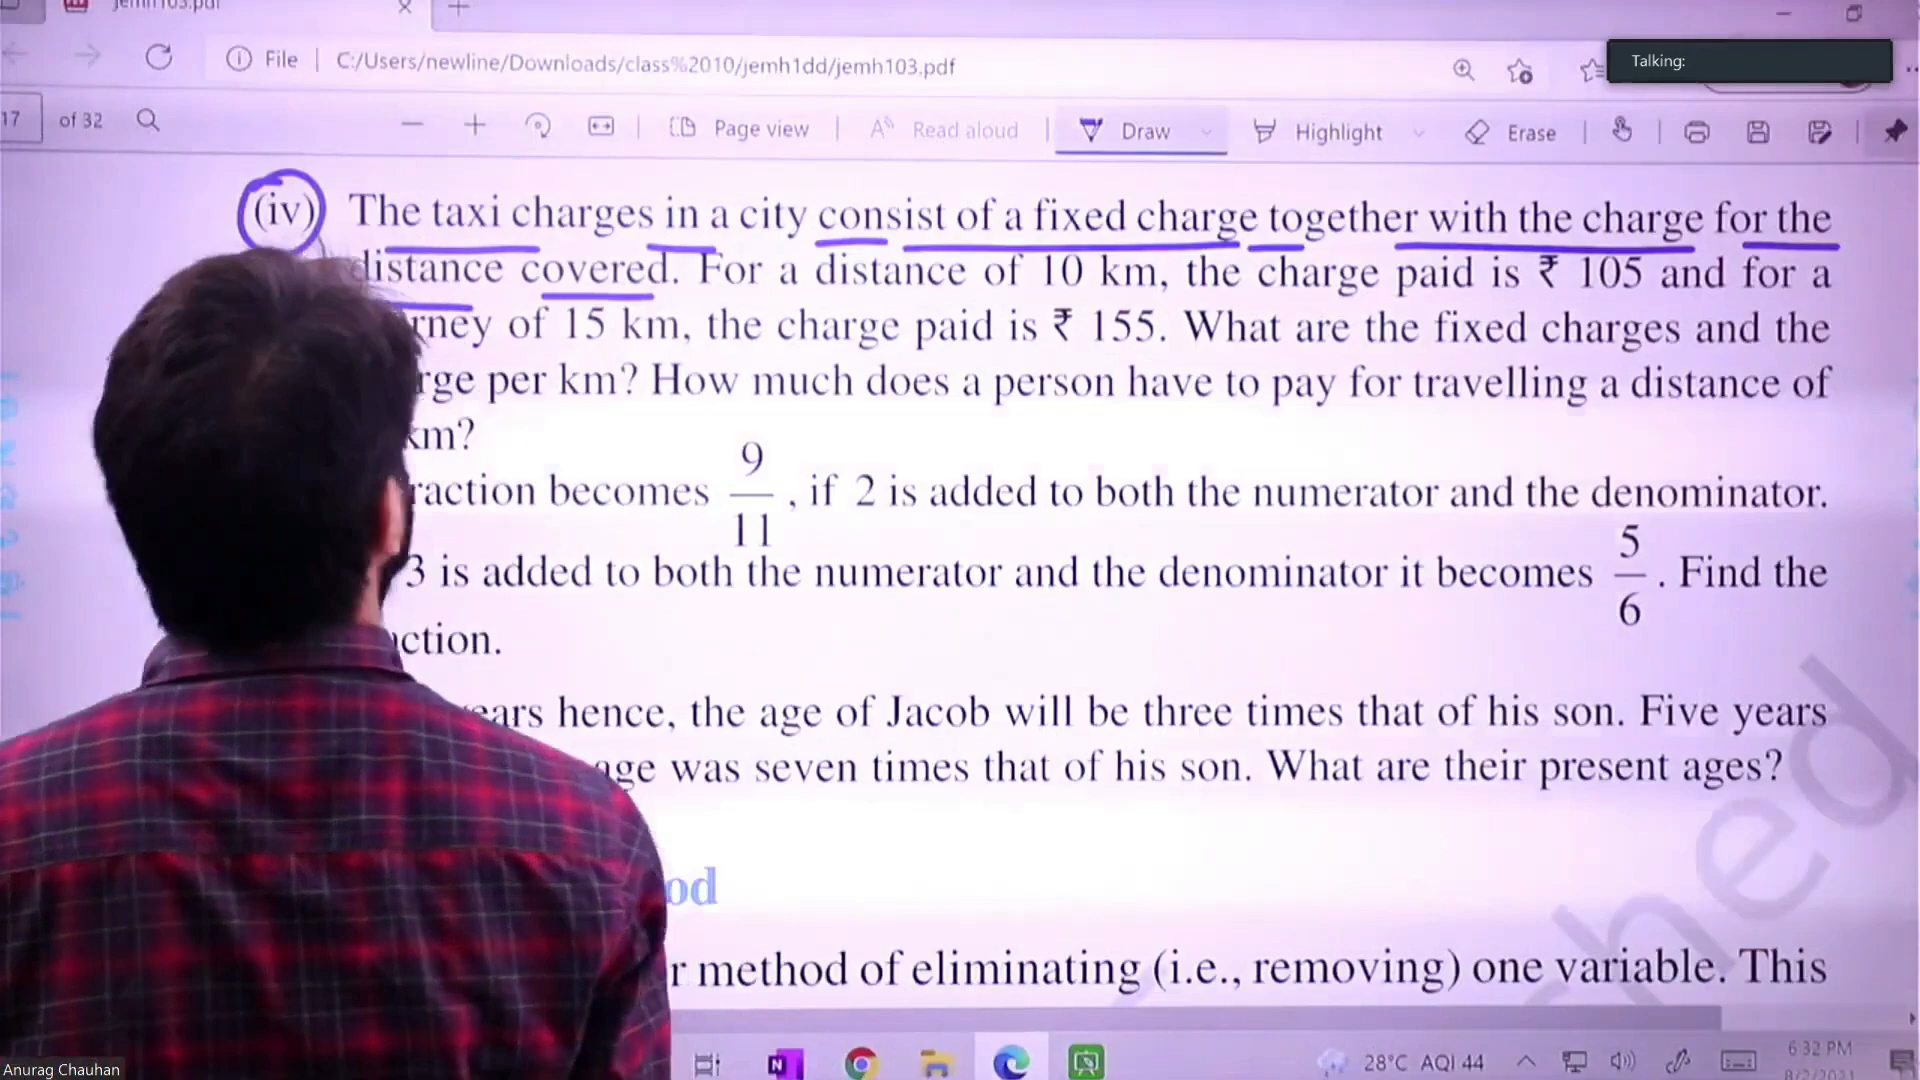 jemh103.pdf
File | C:/Users/newline/Downloads/class%2010/jemh1dd/jemh103.pdf
Talking:
17 of 32
Page view
Read aloud
Draw
Highlight
Erase
(iv) The taxi charges in a city consist of a fixed charge together with the charge for the
distance covered. For a distance of 10 km, the charge paid is ₹ 105 and for a
rney of 15 km, the charge paid is ₹ 155. What are the fixed charges and the
rge per km? How much does a person have to pay for travelling a distance of
km?
raction becomes 9/11, if 2 is added to both the numerator and the denominator.
3 is added to both the numerator and the denominator it becomes 5/6. Find the
ction.
ears hence, the age of Jacob will be three times that of his son. Five years
age was seven times that of his son. What are their present ages?
od
r method of eliminating (i.e., removing) one variable. This
hed
28°C AQI 44
6:32 PM
Anurag Chauhan